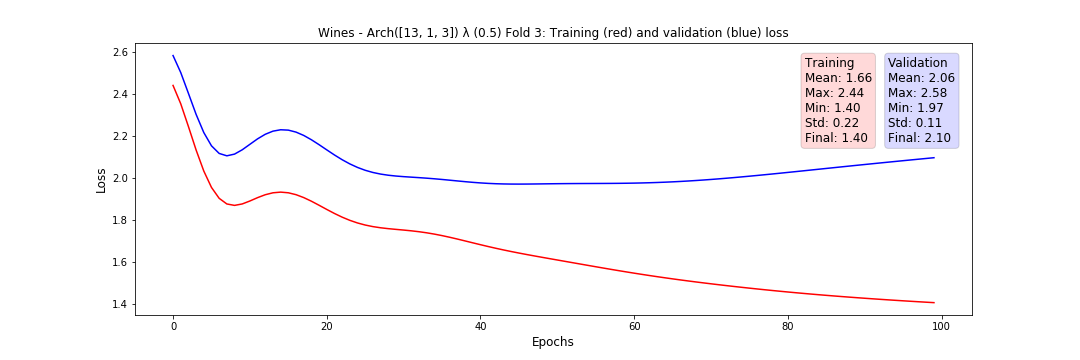 Wines - Arch([13, 1, 3]) λ (0.5) Fold 3: Training (red) and validation (blue) loss
2.6
2.4
2.2
2.0
1.8
1.6
1.4
Loss
Training
Mean: 1.66
Max: 2.44
Min: 1.40
Std: 0.22
Final: 1.40
Validation
Mean: 2.06
Max: 2.58
Min: 1.97
Std: 0.11
Final: 2.10
0 20 40 60 80 100
Epochs